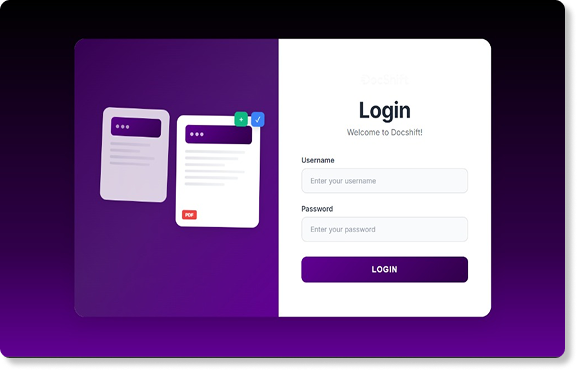 PDF
Docshift
Login
Welcome to Docshift!
Username
Enter your username
Password
Enter your password
LOGIN